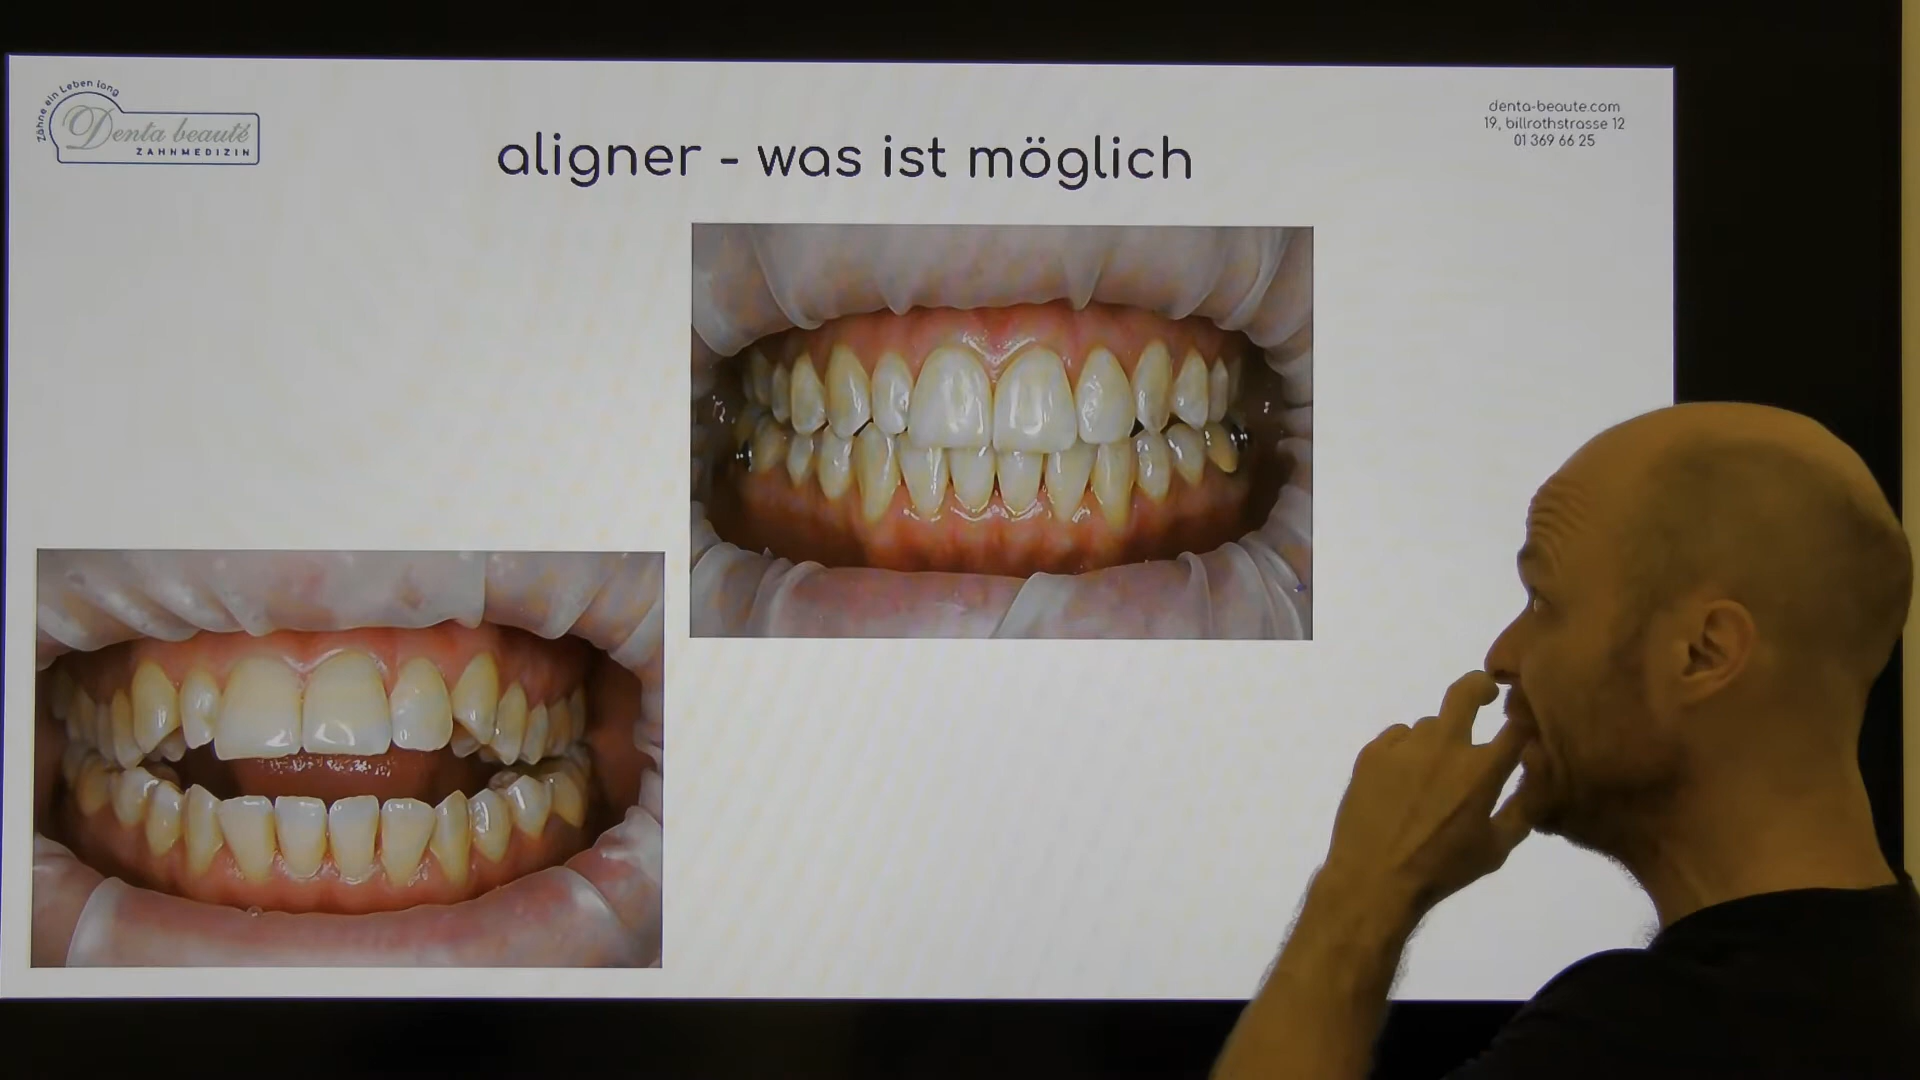 Zähne ein Leben lang
Denta beauté
ZAHNMEDIZIN
aligner - was ist möglich
denta-beaute.com
19, billrothstrasse 12
01 369 66 25